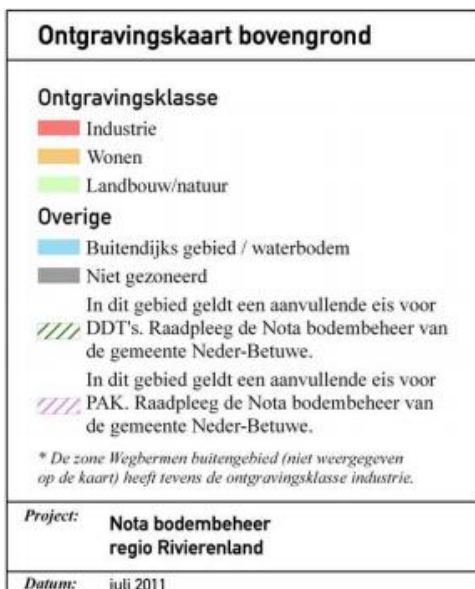 Ontgravingskaart bovengrond
Ontgravingsklasse
Industrie
Wonen
Landbouw/natuur
Overige
Buitendijks gebied / waterbodem
Niet gezoneerd
In dit gebied geldt een aanvullende eis voor
DDT's. Raadpleeg de Nota bodembeheer van
de gemeente Neder-Betuwe.
In dit gebied geldt een aanvullende eis voor
PAK. Raadpleeg de Nota bodembeheer van
de gemeente Neder-Betuwe.
* De zone Wegbermen buitengebied (niet weergegeven
op de kaart) heeft tevens de ontgravingsklasse industrie.
Project: Nota bodembeheer
regio Rivierenland
Datum: juli 2011